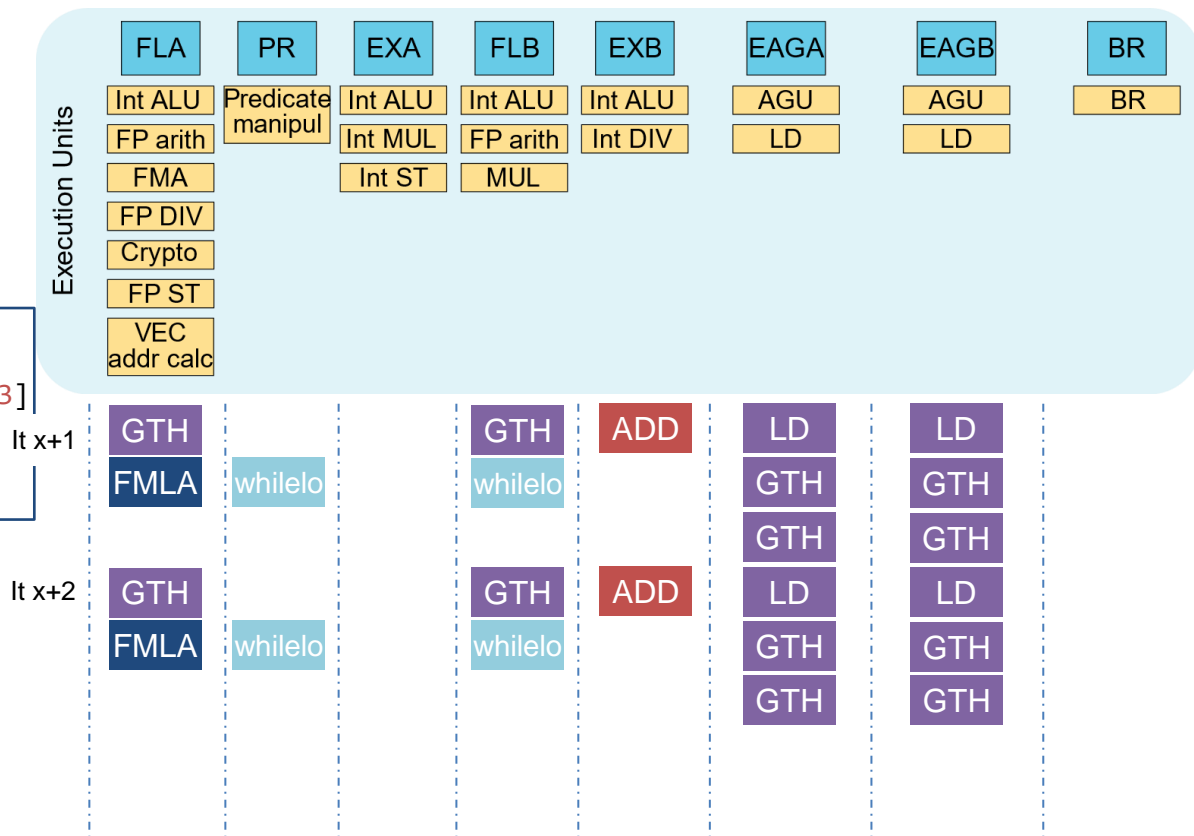 FLA PR EXA FLB EXB EAGA EAGB BR
Execution Units
Int ALU Predicate manipul Int ALU Int ALU Int ALU AGU AGU BR
FP arith Int MUL FP arith Int DIV LD LD
FMA Int ST MUL
FP DIV
Crypto
FP ST
VEC
addr calc
3]
It x+1 GTH GTH ADD LD LD
FMLA whilelo whilelo GTH GTH
GTH GTH
It x+2 GTH GTH ADD LD LD
FMLA whilelo whilelo GTH GTH
GTH GTH